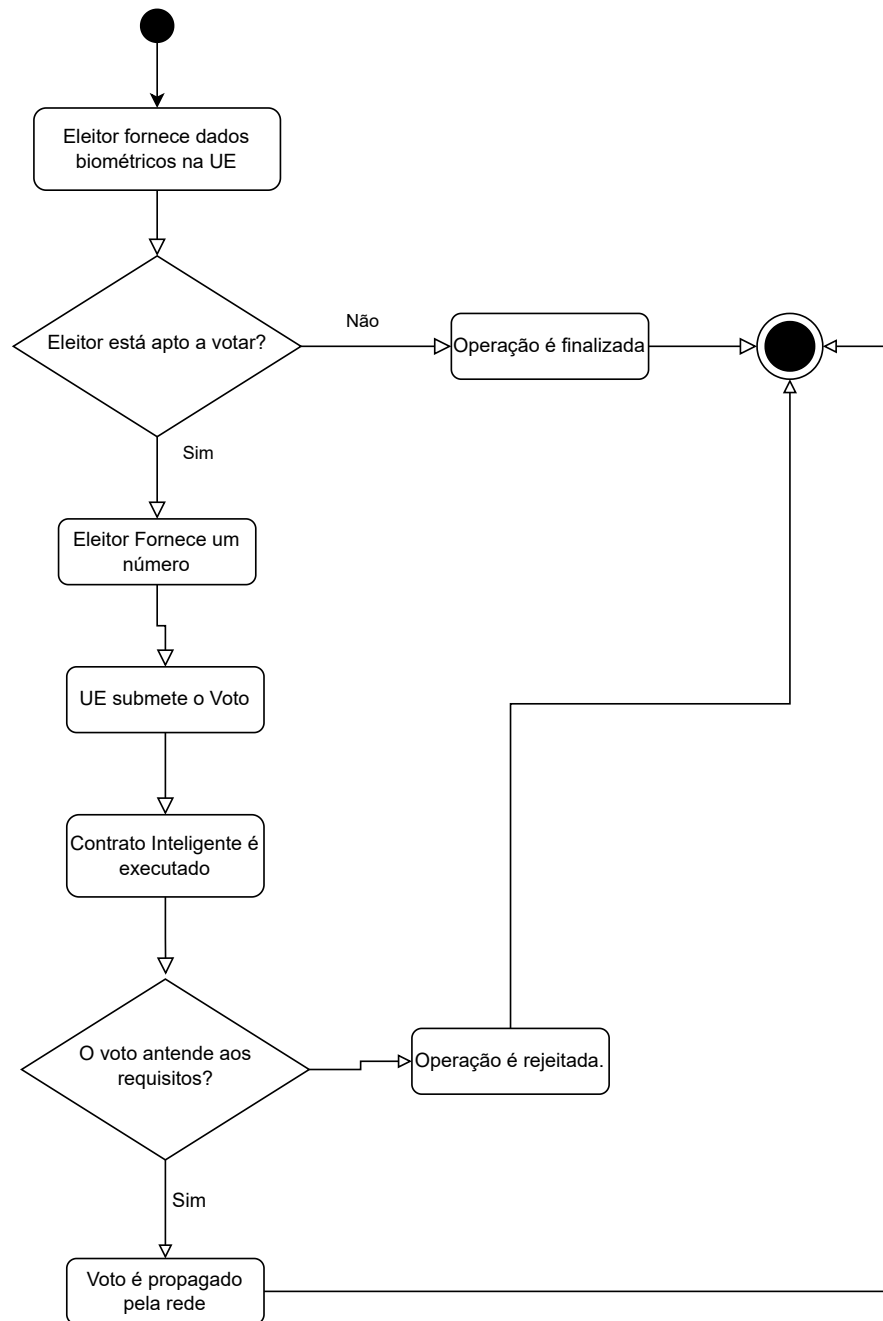 Eleitor fornece dados
biométricos na UE
Eleitor está apto a votar?
Não
Operação é finalizada
Sim
Eleitor Fornece um
número
UE submete o Voto
Contrato Inteligente é
executado
O voto antende aos
requisitos?
Operação é rejeitada.
Sim
Voto é propagado
pela rede